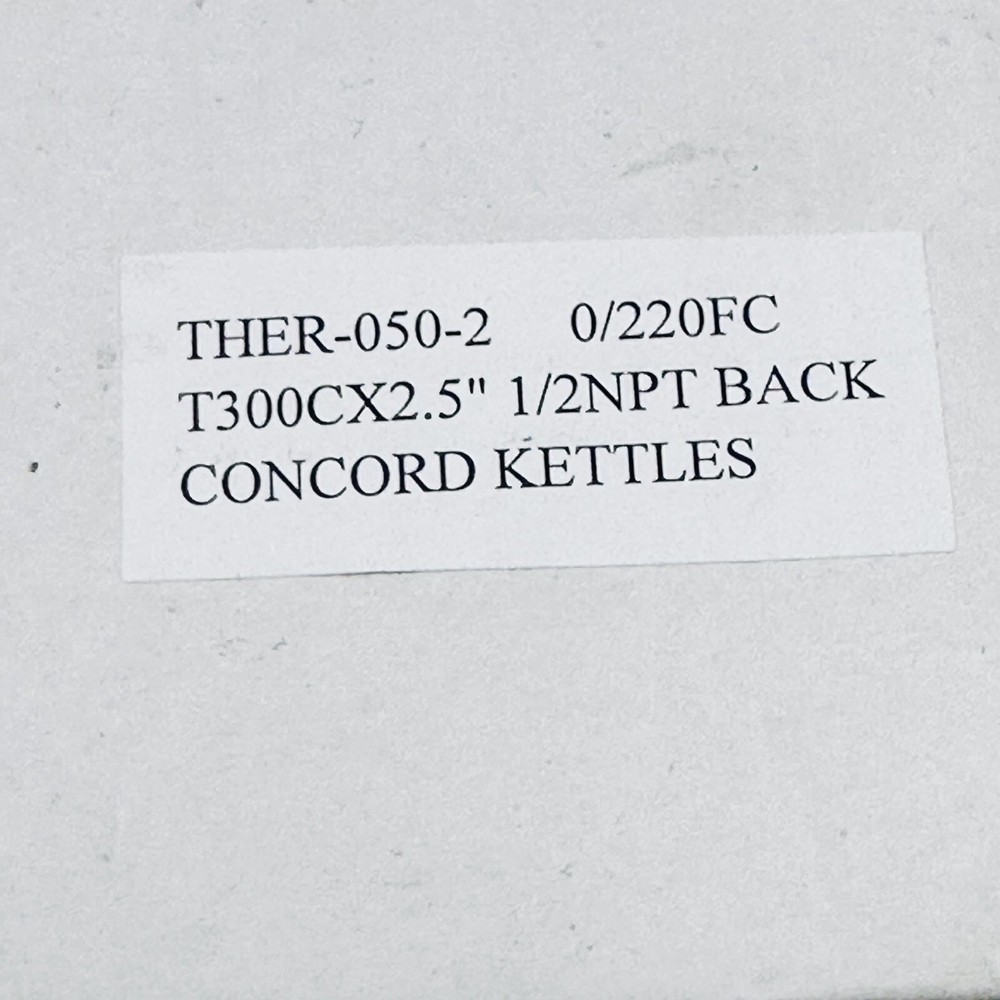 THER-050-2 0/220FC
T300CX2.5" 1/2NPT BACK
CONCORD KETTLES